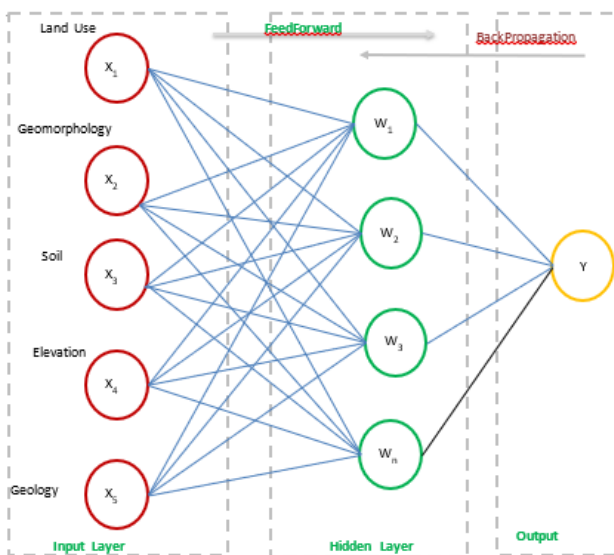 Land Use
FeedForward
BackPropagation
X1
Geomorphology
W1
X2
Soil
W2
X3
Y
Elevation
W3
X4
Wn
Geology
X5
Input Layer
Hidden Layer
Output